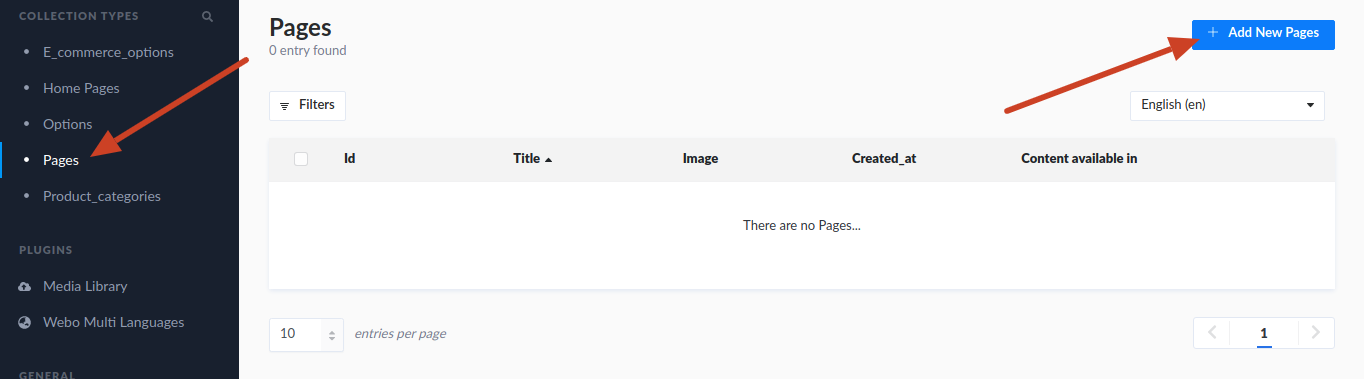 COLLECTION TYPES
E_commerce_options
Home Pages
Options
Pages
Product_categories
PLUGINS
Media Library
Webo Multi Languages
GENERAL
Pages
0 entry found
Add New Pages
Filters
English (en)
Id Title Image Created_at Content available in
There are no Pages...
10 entries per page
1